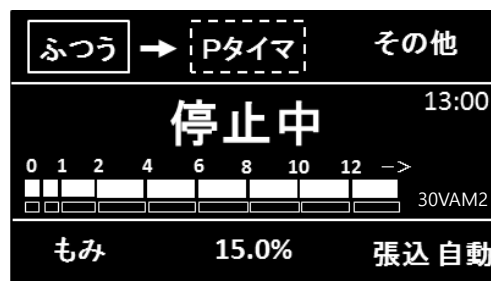 ふつう → Pタイマ その他
13:00
停止中
0 1 2 4 6 8 10 12 –>
30VAM2
もみ 15.0% 張込 自動